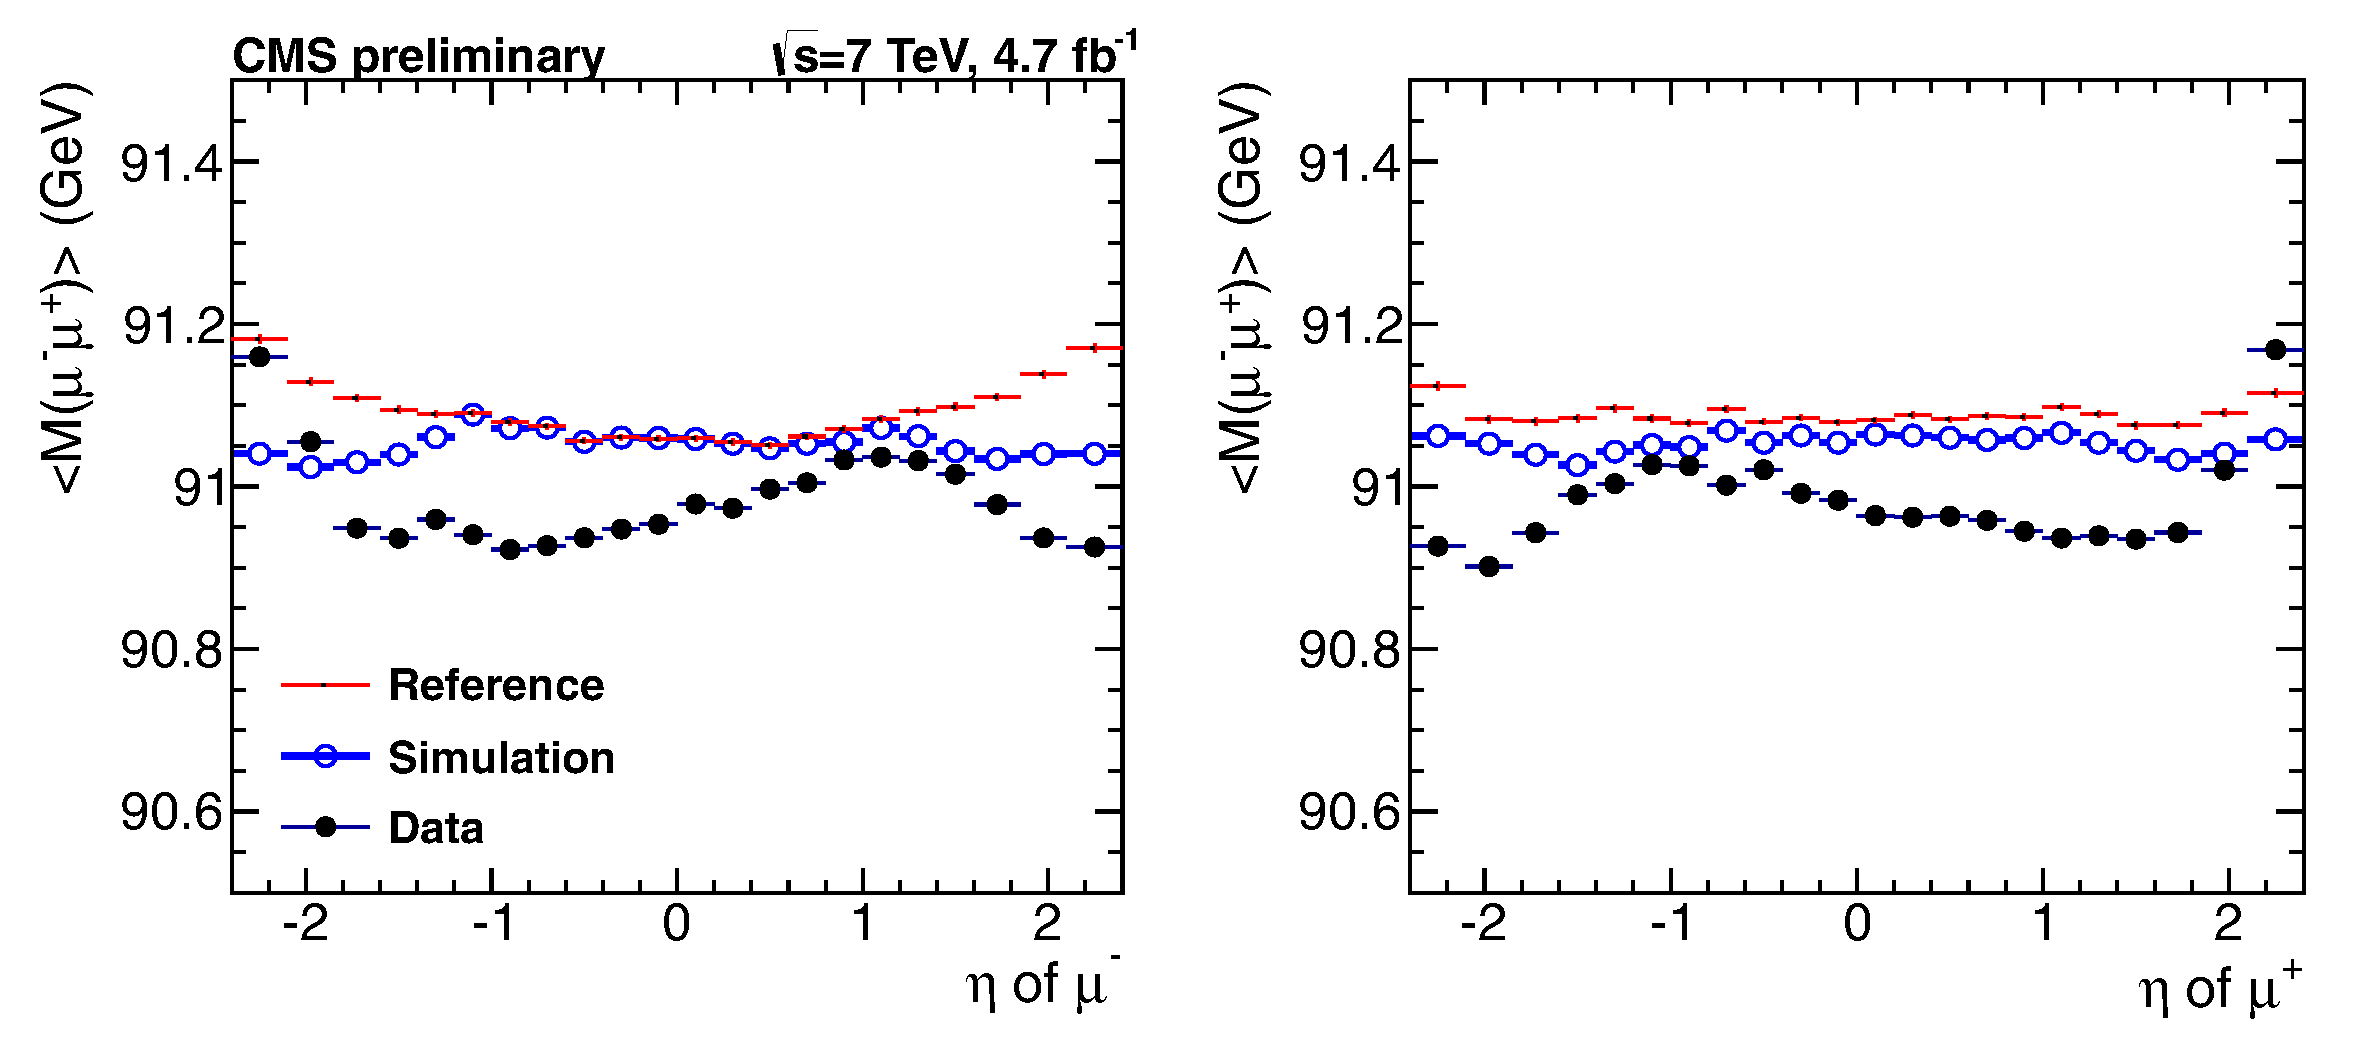 CMS preliminary √s=7 TeV, 4.7 fb⁻¹
<M(μ⁻μ⁺)> (GeV)
91.4
91.2
91
90.8
90.6
Reference
Simulation
Data
-2 -1 0 1 2
η of μ⁻
<M(μ⁻μ⁺)> (GeV)
91.4
91.2
91
90.8
90.6
-2 -1 0 1 2
η of μ⁺